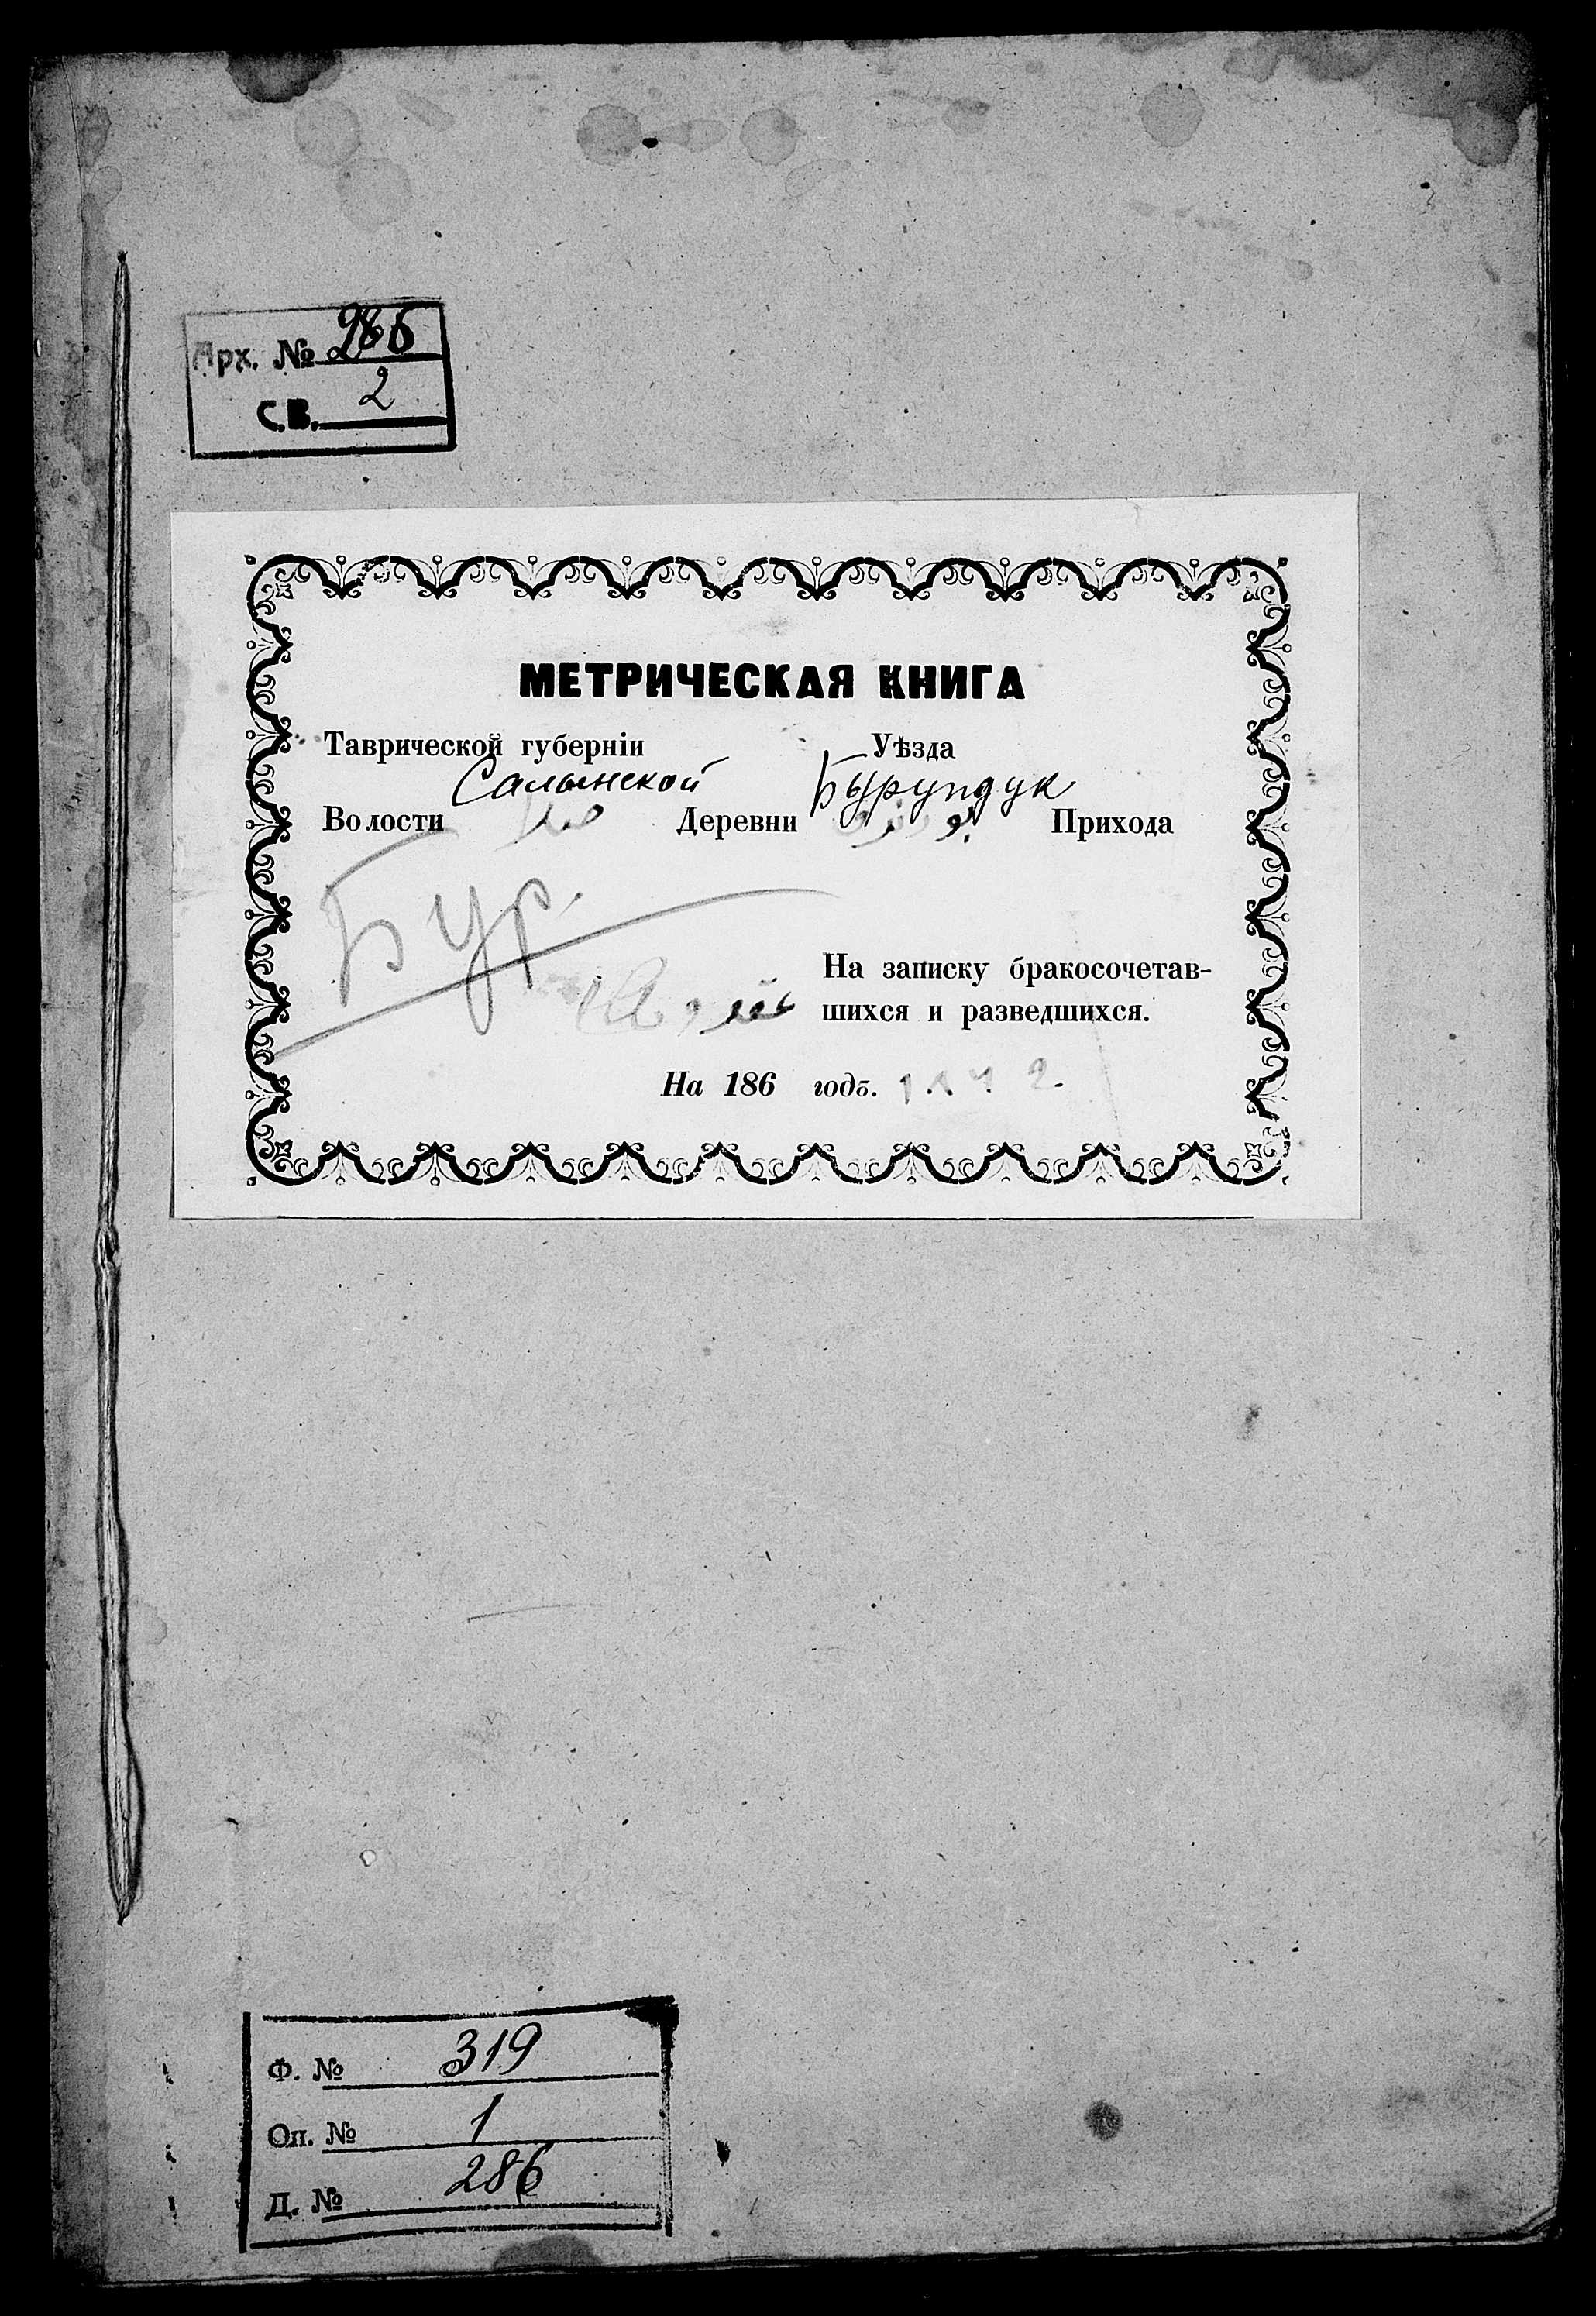 Арх. № 286
С.В. 2
МЕТРИЧЕСКАЯ КНИГА
Таврической губерніи Уѣзда
Салынской Бурундук
Волости Деревни Прихода
Бур.
На записку бракосочетав-
шихся и разведшихся.
На 186 годъ.
Ф. № 319
Оп. № 1
Д. № 286